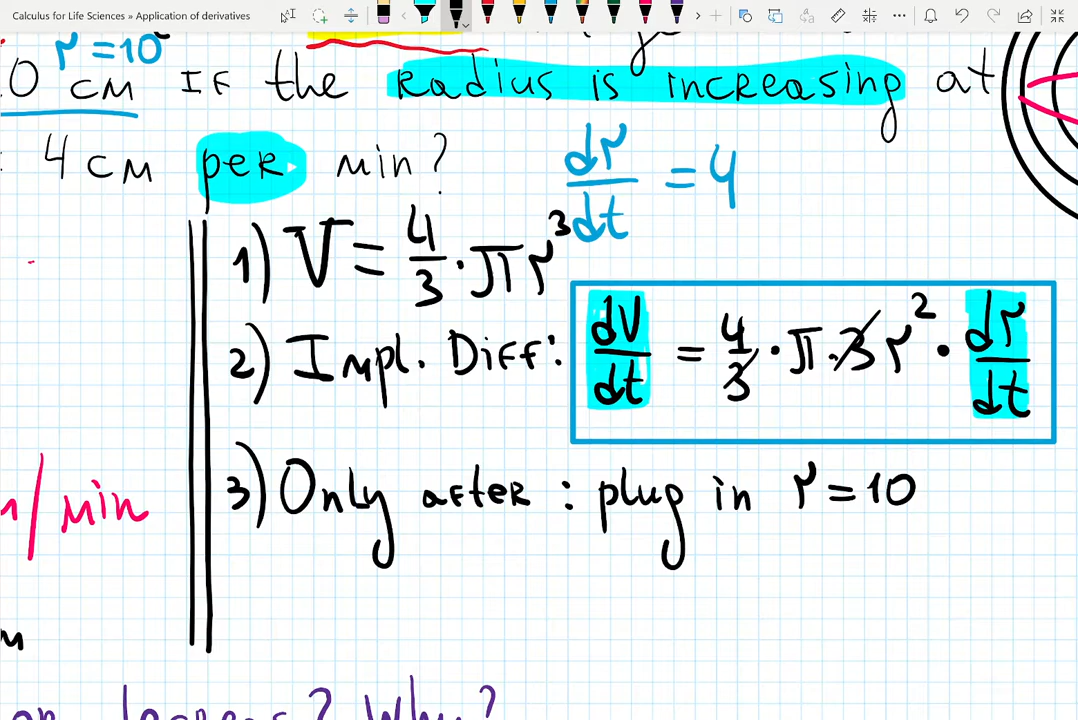 Calculus for Life Sciences » Application of derivatives
r = 10
0 cm IF the radius is increasing at
4 cm per min?
dr/dt = 4
1) V = 4/3 · π r³
2) Impl. Diff: dV/dt = 4/3 · π · 3 r² · dr/dt
3) Only after : plug in r = 10
/min
? Why?